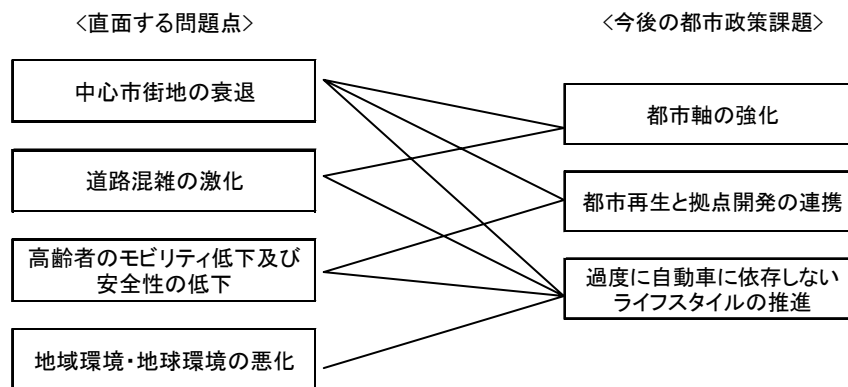 <直面する問題点>
<今後の都市政策課題>
中心市街地の衰退
道路混雑の激化
高齢者のモビリティ低下及び
安全性の低下
地域環境・地球環境の悪化
都市軸の強化
都市再生と拠点開発の連携
過度に自動車に依存しない
ライフスタイルの推進